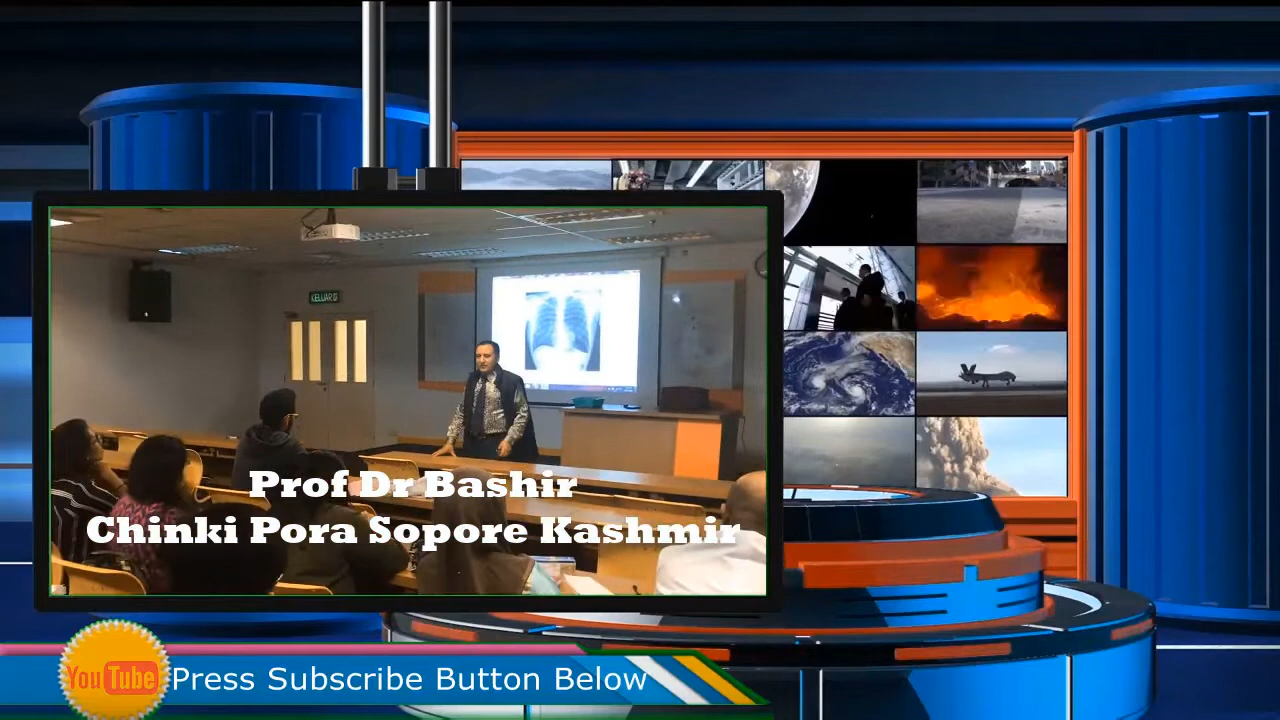 KELUAR
Prof Dr Bashir
Chinki Pora Sopore Kashmir
YouTube
Press Subscribe Button Below